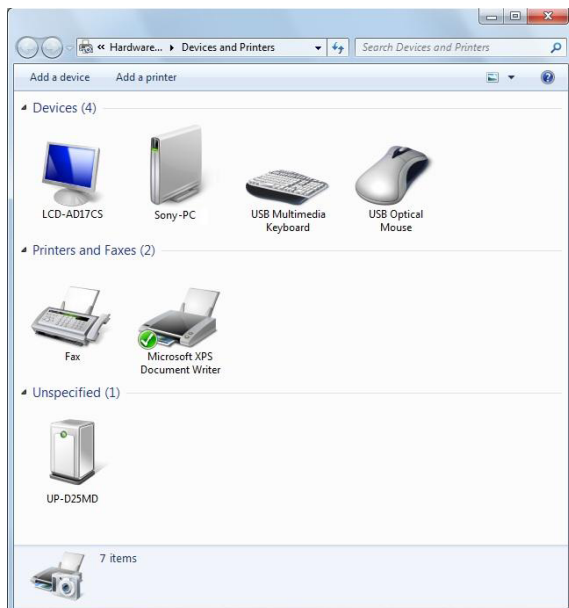 « Hardware... ▸ Devices and Printers
Search Devices and Printers
Add a device Add a printer
Devices (4)
LCD-AD17CS Sony-PC USB Multimedia Keyboard USB Optical Mouse
Printers and Faxes (2)
Fax Microsoft XPS Document Writer
Unspecified (1)
UP-D25MD
7 items